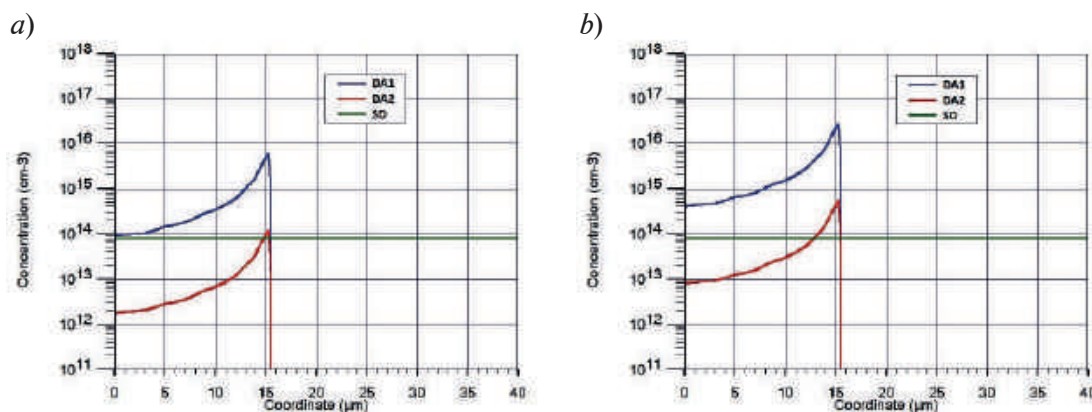 a)
10^18
10^17
10^16
10^15
10^14
10^13
10^12
10^11
Concentration (cm-3)
DA1
DA2
SD
0 5 10 15 20 25 30 35 40
Coordinate (μm)
b)
10^18
10^17
10^16
10^15
10^14
10^13
10^12
10^11
Concentration (cm-3)
DA1
DA2
SD
0 5 10 15 20 25 30 35 40
Coordinate (μm)